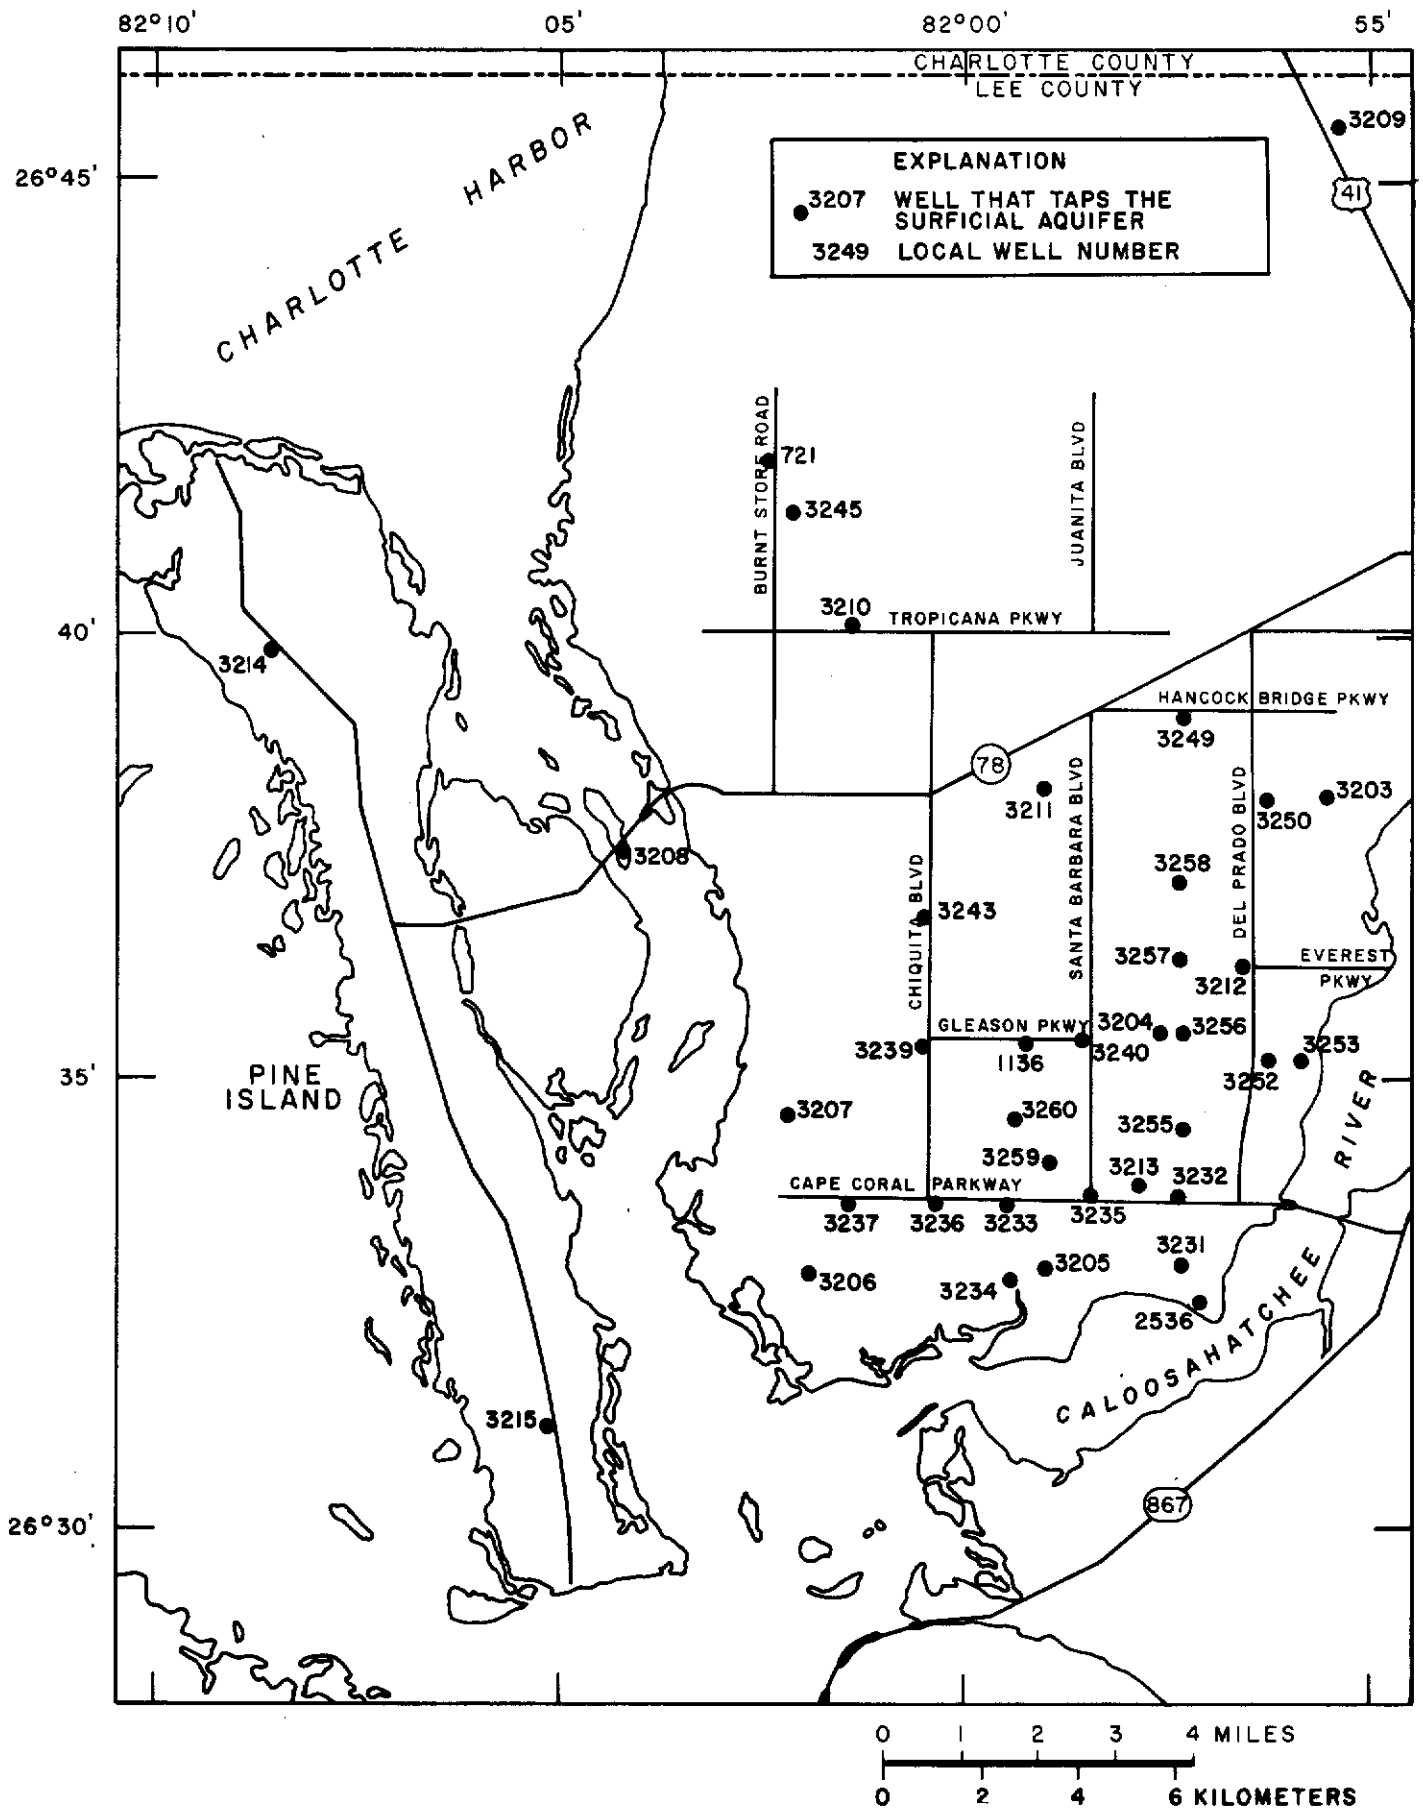 82°10' 05' 82°00' 55'
CHARLOTTE COUNTY
LEE COUNTY
3209
26°45'
41
CHARLOTTE HARBOR
EXPLANATION
3207 WELL THAT TAPS THE
SURFICIAL AQUIFER
3249 LOCAL WELL NUMBER
BURNT STORE ROAD
JUANITA BLVD
721
3245
3210
TROPICANA PKWY
40'
3214
HANCOCK BRIDGE PKWY
3249
78
3211
SANTA BARBARA BLVD
DEL PRADO BLVD
3203
3250
3208
3258
CHIQUITA BLVD
3243
3257
3212
EVEREST
PKWY
GLEASON PKWY
3204
3256
3239
1136
3240
3253
3252
35'
PINE
ISLAND
3207
3260
3255
3259
3213
3232
CAPE CORAL PARKWAY
3237
3236
3233
3235
3231
3206
3234
3205
2536
CALOOSAHATCHEE RIVER
3215
26°30'
867
0 1 2 3 4 MILES
0 2 4 6 KILOMETERS